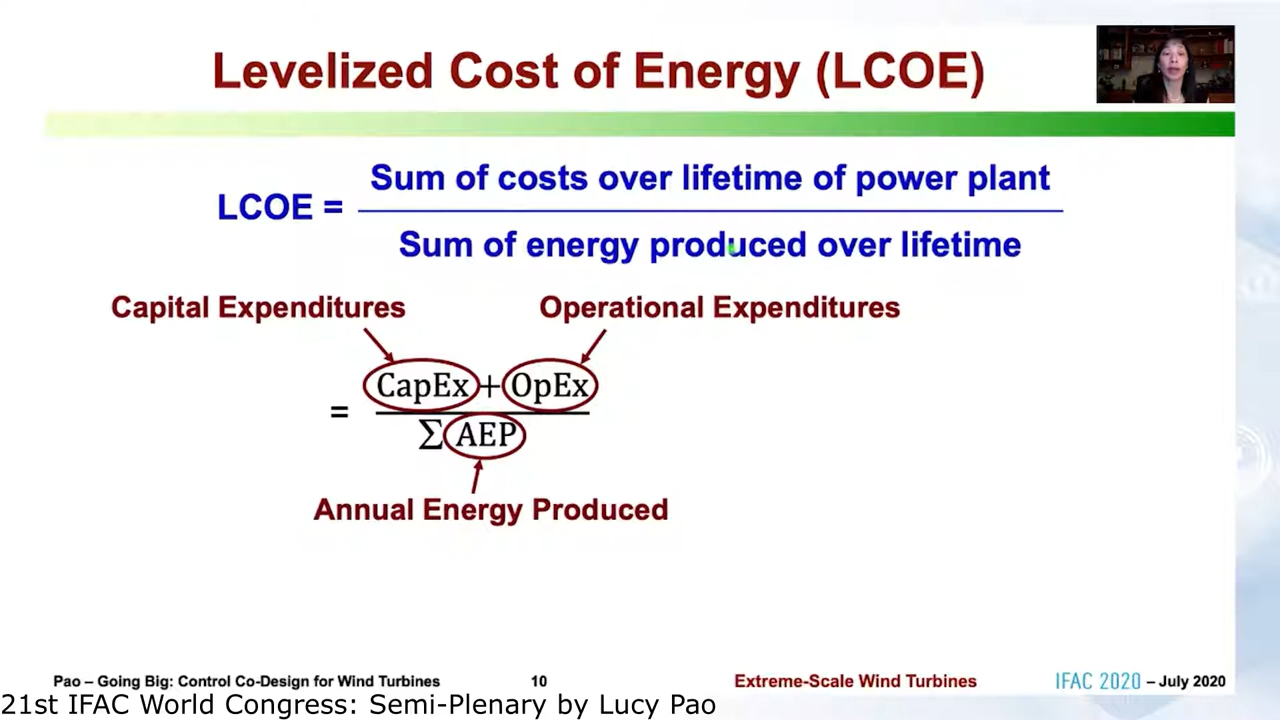 Levelized Cost of Energy (LCOE)
LCOE = Sum of costs over lifetime of power plant
Sum of energy produced over lifetime
Capital Expenditures
Operational Expenditures
= CapEx + OpEx
Σ AEP
Annual Energy Produced
Pao – Going Big: Control Co-Design for Wind Turbines 10 Extreme-Scale Wind Turbines IFAC 2020 – July 2020
21st IFAC World Congress: Semi-Plenary by Lucy Pao